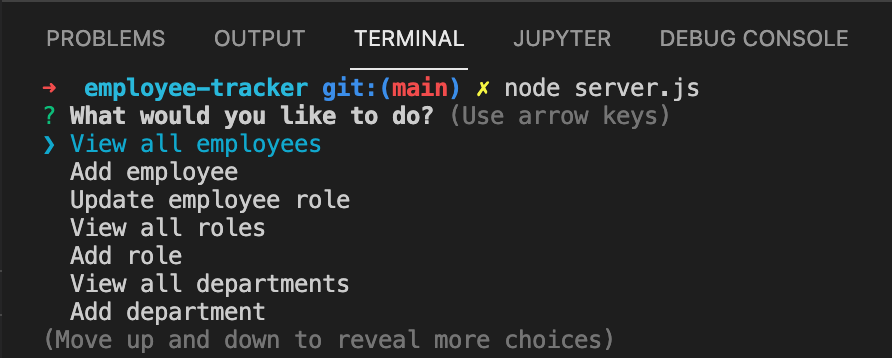 PROBLEMS OUTPUT TERMINAL JUPYTER DEBUG CONSOLE
➜ employee-tracker git:(main) ✗ node server.js
? What would you like to do? (Use arrow keys)
❯ View all employees
Add employee
Update employee role
View all roles
Add role
View all departments
Add department
(Move up and down to reveal more choices)